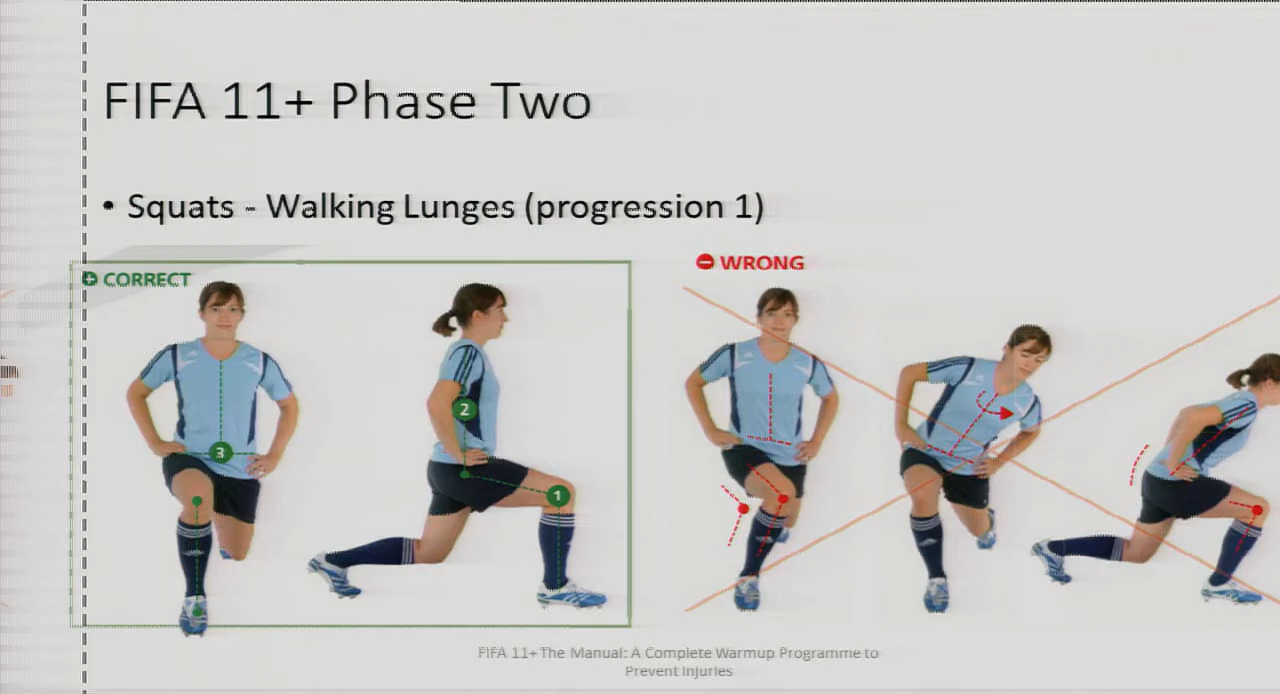 FIFA 11+ Phase Two
• Squats - Walking Lunges (progression 1)
CORRECT
WRONG
3
2
1
FIFA 11+ The Manual: A Complete Warmup Programme to
Prevent Injuries